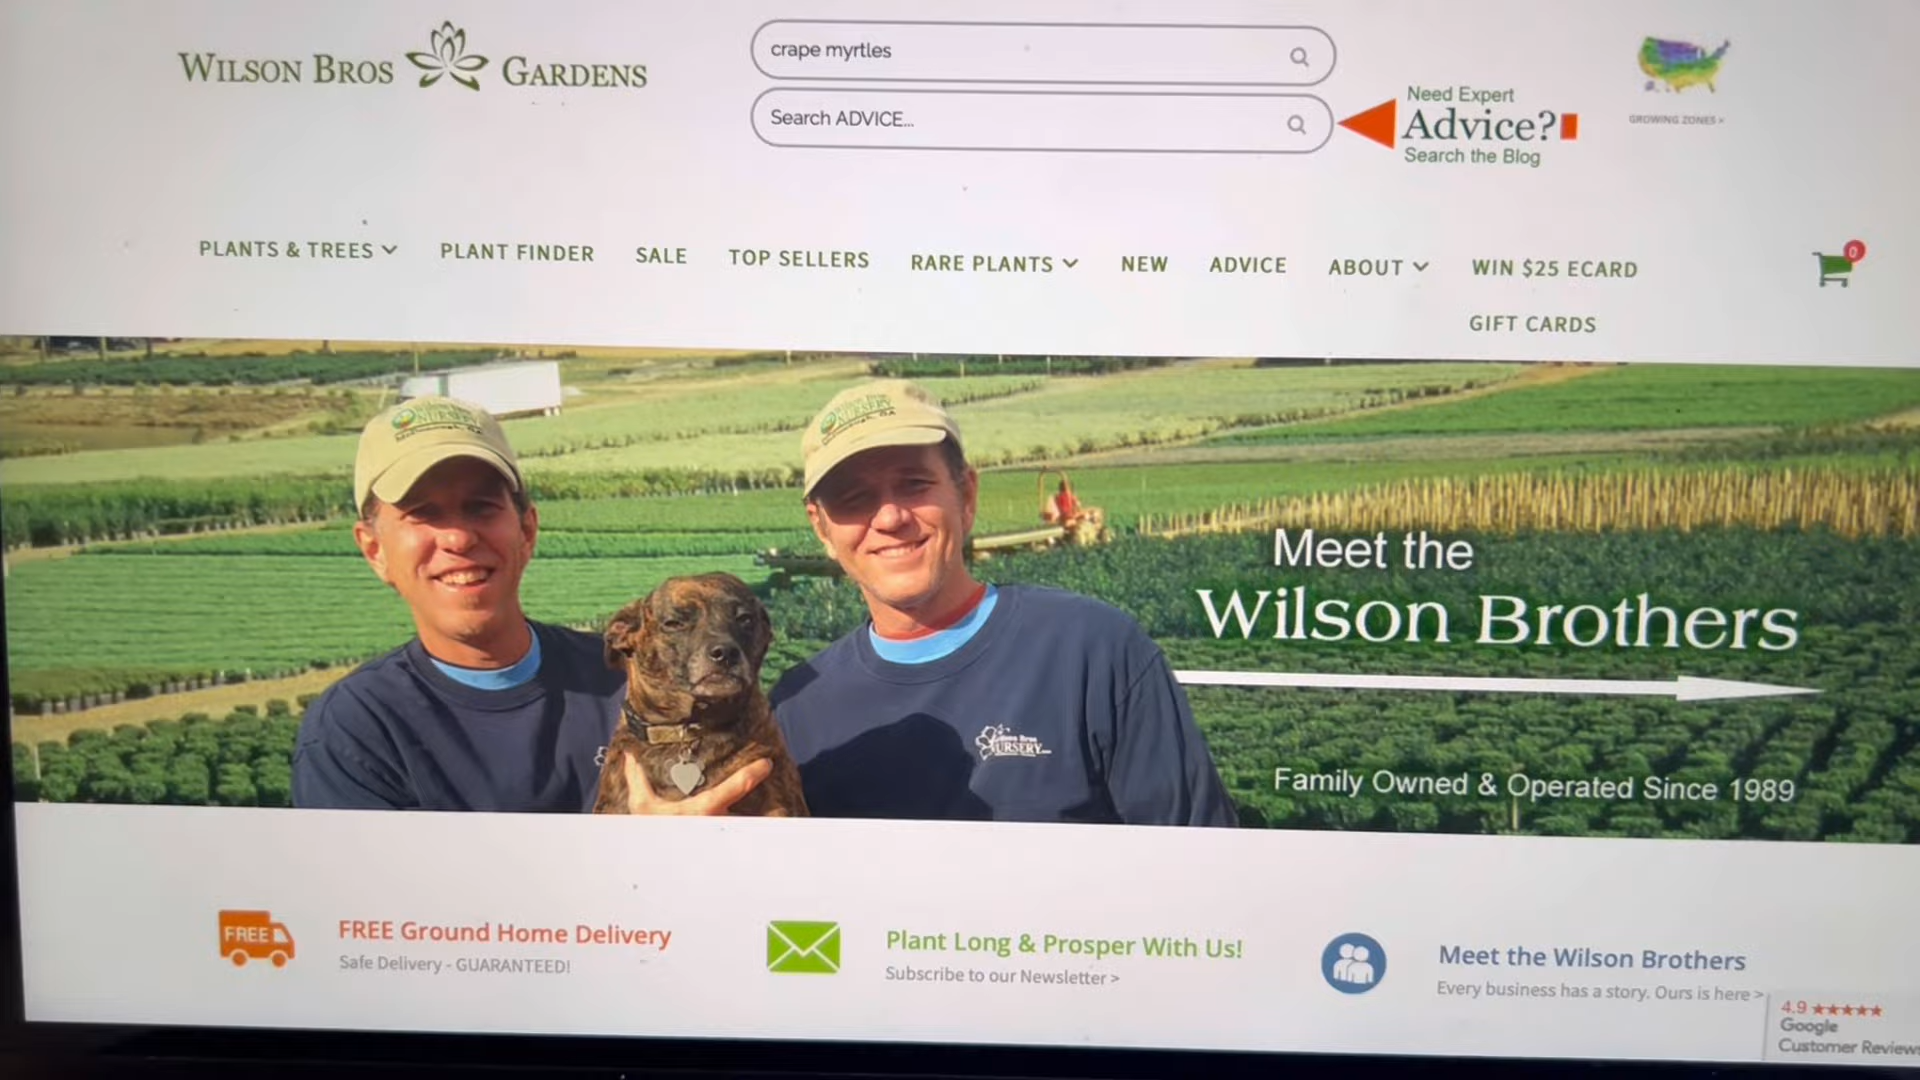 WILSON BROS GARDENS
crape myrtles
Search ADVICE...
Need Expert
Advice?
Search the Blog
GROWING ZONES >
PLANTS & TREES
PLANT FINDER
SALE
TOP SELLERS
RARE PLANTS
NEW
ADVICE
ABOUT
WIN $25 ECARD
GIFT CARDS
0
NURSERY
Meet the
Wilson Brothers
NURSERY
Family Owned & Operated Since 1989
FREE
FREE Ground Home Delivery
Safe Delivery - GUARANTEED!
Plant Long & Prosper With Us!
Subscribe to our Newsletter >
Meet the Wilson Brothers
Every business has a story. Ours is here >
4.9 ★★★★★
Google
Customer Reviews